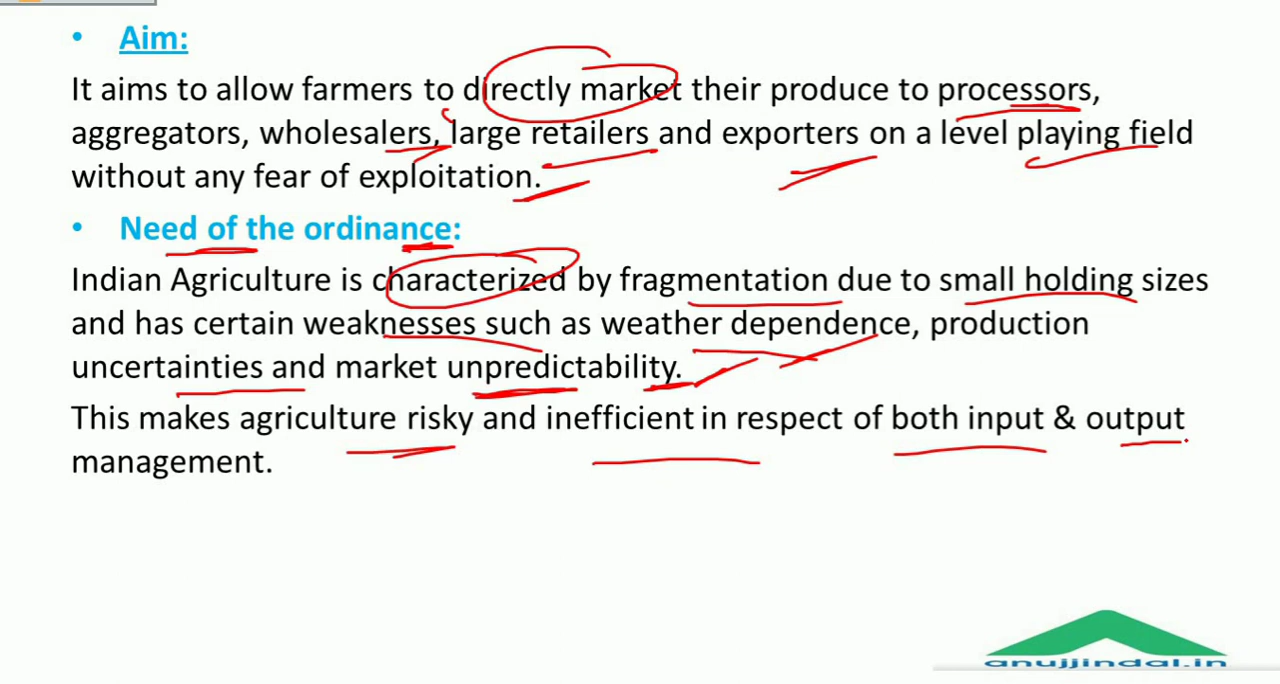 • Aim:
It aims to allow farmers to directly market their produce to processors,
aggregators, wholesalers, large retailers and exporters on a level playing field
without any fear of exploitation.
• Need of the ordinance:
Indian Agriculture is characterized by fragmentation due to small holding sizes
and has certain weaknesses such as weather dependence, production
uncertainties and market unpredictability.
This makes agriculture risky and inefficient in respect of both input & output
management.
anujjindal.in